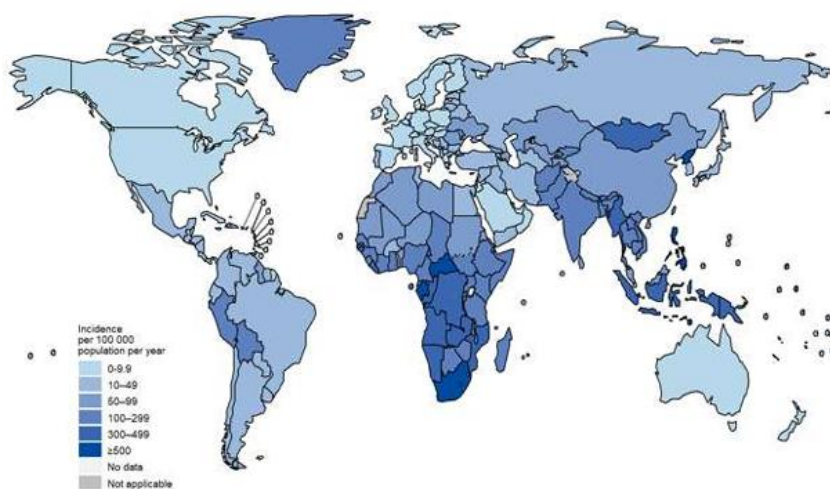 Incidence
per 100 000
population per year
0-9.9
10–49
50–99
100–299
300–499
≥500
No data
Not applicable